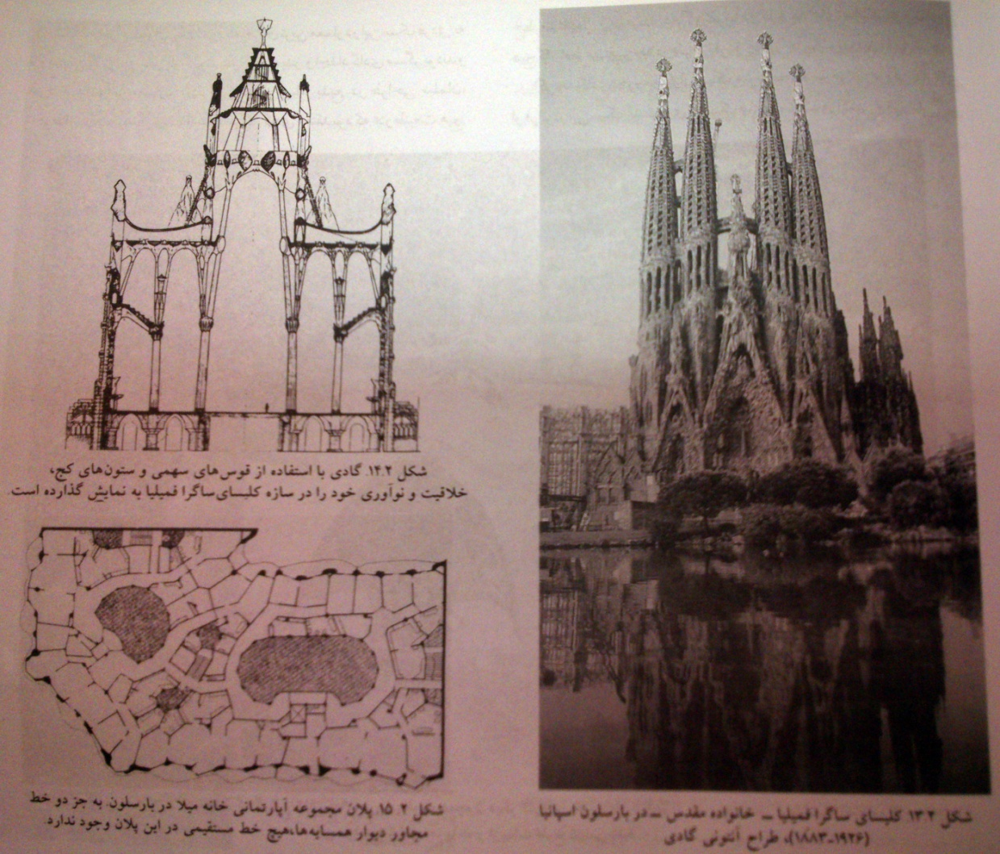 شکل ۱۳.۲ کلیسای ساگرا فمیلیا _ خانواده مقدس _ در بارسلون اسپانیا
(۱۹۲۶_۱۸۸۳)، طراح آنتونی گادی
شکل ۱۴.۲ گادی با استفاده از قوس‌های سهمی و ستون‌های کج،
خلاقیت و نوآوری خود را در سازه کلیسای ساگرا فمیلیا به نمایش گذارده است.
شکل ۱۵.۲ پلان مجموعه آپارتمانی خانه میلا در بارسلون. به جز دو خط
مجاور دیوار همسایه‌ها، هیچ خط مستقیمی در این پلان وجود ندارد.